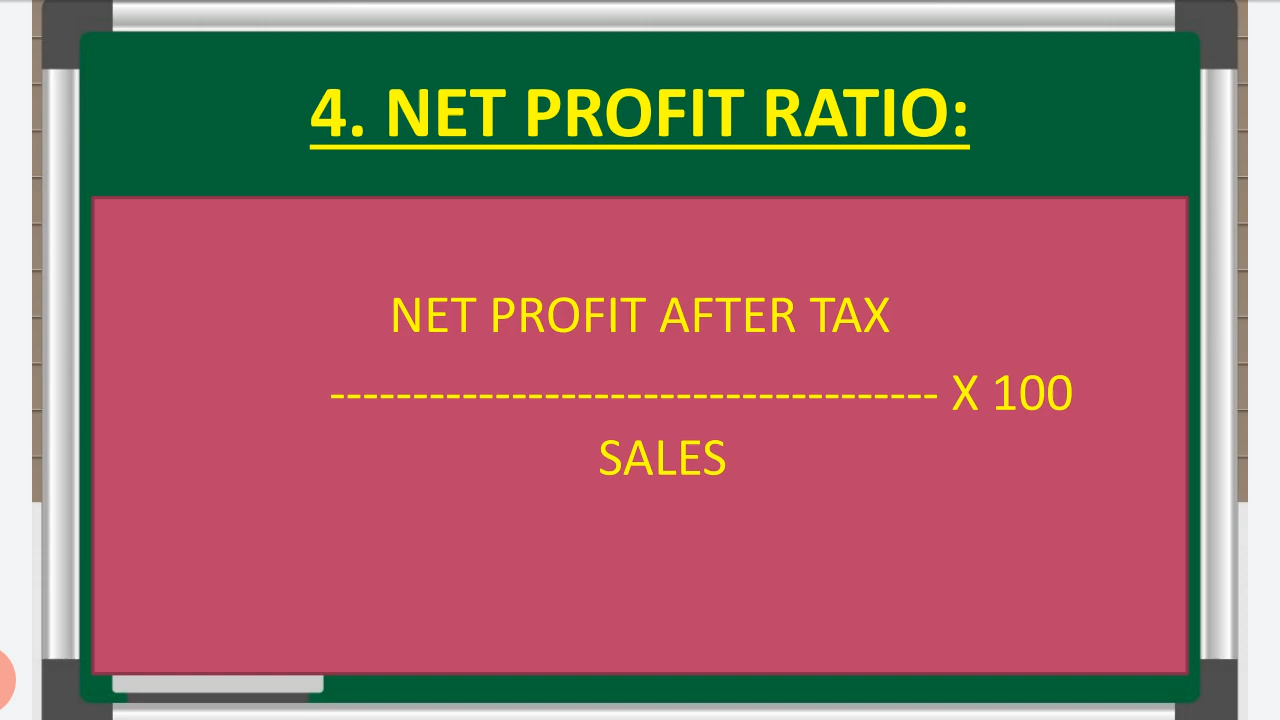 4. NET PROFIT RATIO:
NET PROFIT AFTER TAX
------------------------------------- X 100
SALES